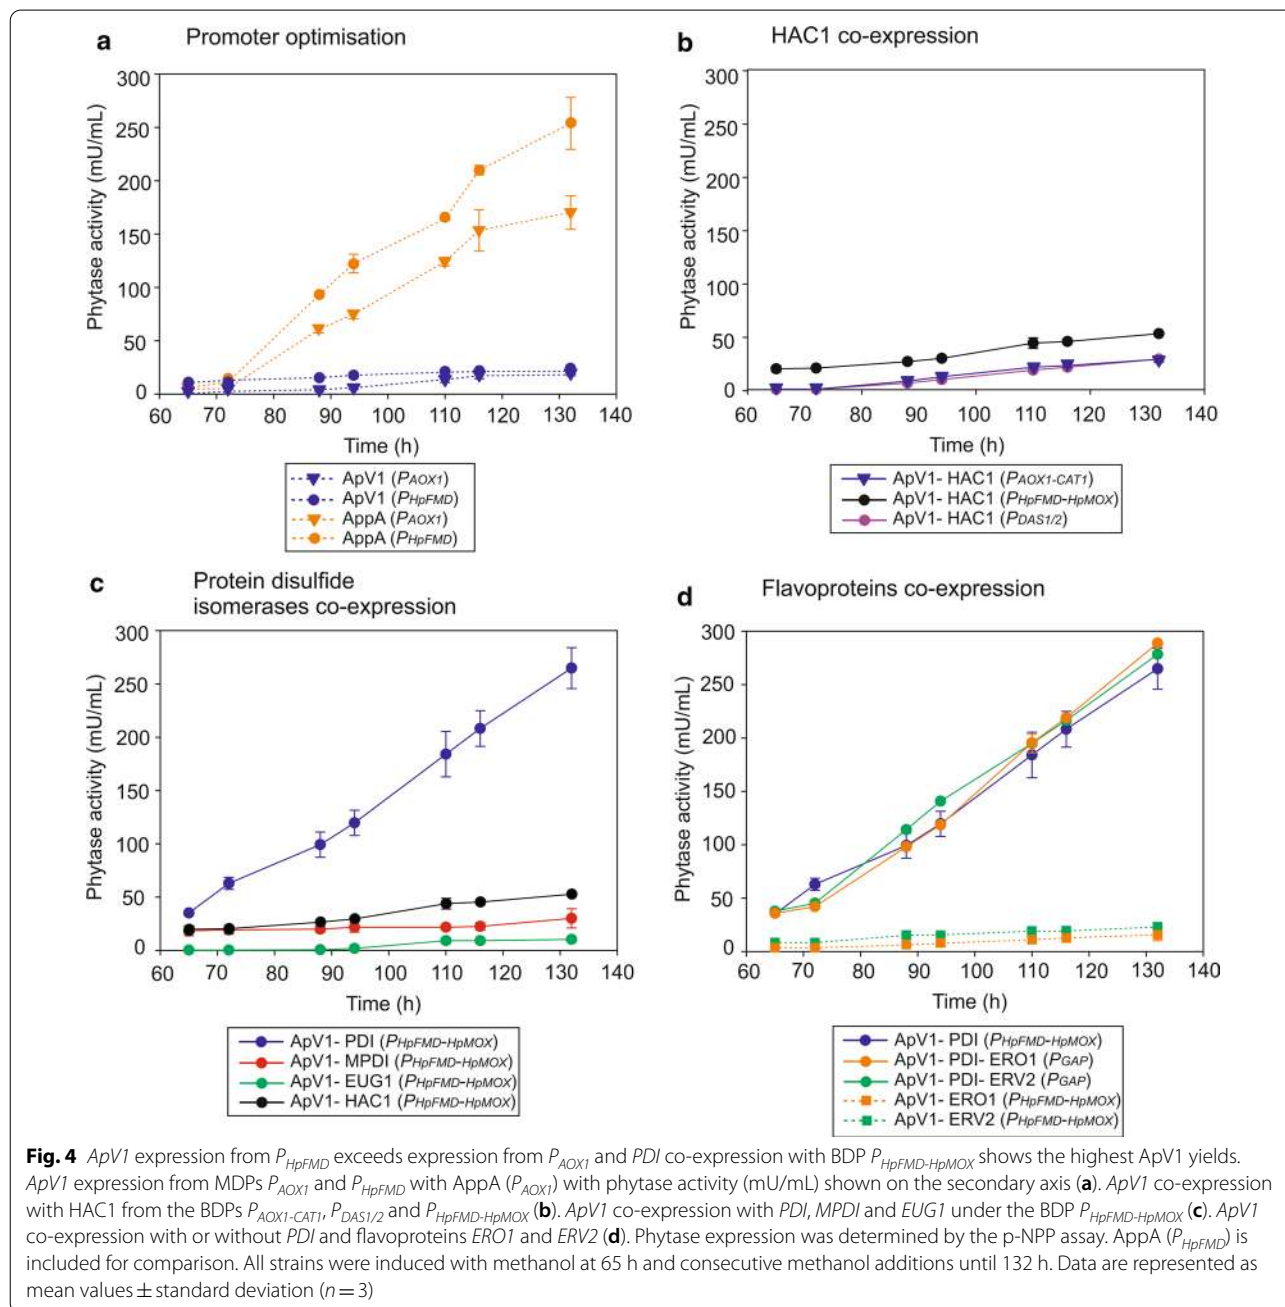 a Promoter optimisation
300
250
200
150
100
50
0
Phytase activity (mU/mL)
60 70 80 90 100 110 120 130 140
Time (h)
ApV1 (PAOX1)
ApV1 (PHpFMD)
AppA (PAOX1)
AppA (PHpFMD)
b HAC1 co-expression
300
250
200
150
100
50
0
Phytase activity (mU/mL)
60 70 80 90 100 110 120 130 140
Time (h)
ApV1- HAC1 (PAOX1-CAT1)
ApV1- HAC1 (PHpFMD-HpMOX)
ApV1- HAC1 (PDAS1/2)
c Protein disulfide
isomerases co-expression
300
250
200
150
100
50
0
Phytase activity (mU/mL)
60 70 80 90 100 110 120 130 140
Time (h)
ApV1- PDI (PHpFMD-HpMOX)
ApV1- MPDI (PHpFMD-HpMOX)
ApV1- EUG1 (PHpFMD-HpMOX)
ApV1- HAC1 (PHpFMD-HpMOX)
d Flavoproteins co-expression
300
250
200
150
100
50
0
Phytase activity (mU/mL)
60 70 80 90 100 110 120 130 140
Time (h)
ApV1- PDI (PHpFMD-HpMOX)
ApV1- PDI- ERO1 (PGAP)
ApV1- PDI- ERV2 (PGAP)
ApV1- ERO1 (PHpFMD-HpMOX)
ApV1- ERV2 (PHpFMD-HpMOX)
Fig. 4 ApV1 expression from PHpFMD exceeds expression from PAOX1 and PDI co-expression with BDP PHpFMD-HpMOX shows the highest ApV1 yields.
ApV1 expression from MDPs PAOX1 and PHpFMD with AppA (PAOX1) with phytase activity (mU/mL) shown on the secondary axis (a). ApV1 co-expression
with HAC1 from the BDPs PAOX1-CAT1, PDAS1/2 and PHpFMD-HpMOX (b). ApV1 co-expression with PDI, MPDI and EUG1 under the BDP PHpFMD-HpMOX (c). ApV1
co-expression with or without PDI and flavoproteins ERO1 and ERV2 (d). Phytase expression was determined by the p-NPP assay. AppA (PHpFMD) is
included for comparison. All strains were induced with methanol at 65 h and consecutive methanol additions until 132 h. Data are represented as
mean values ± standard deviation (n = 3)